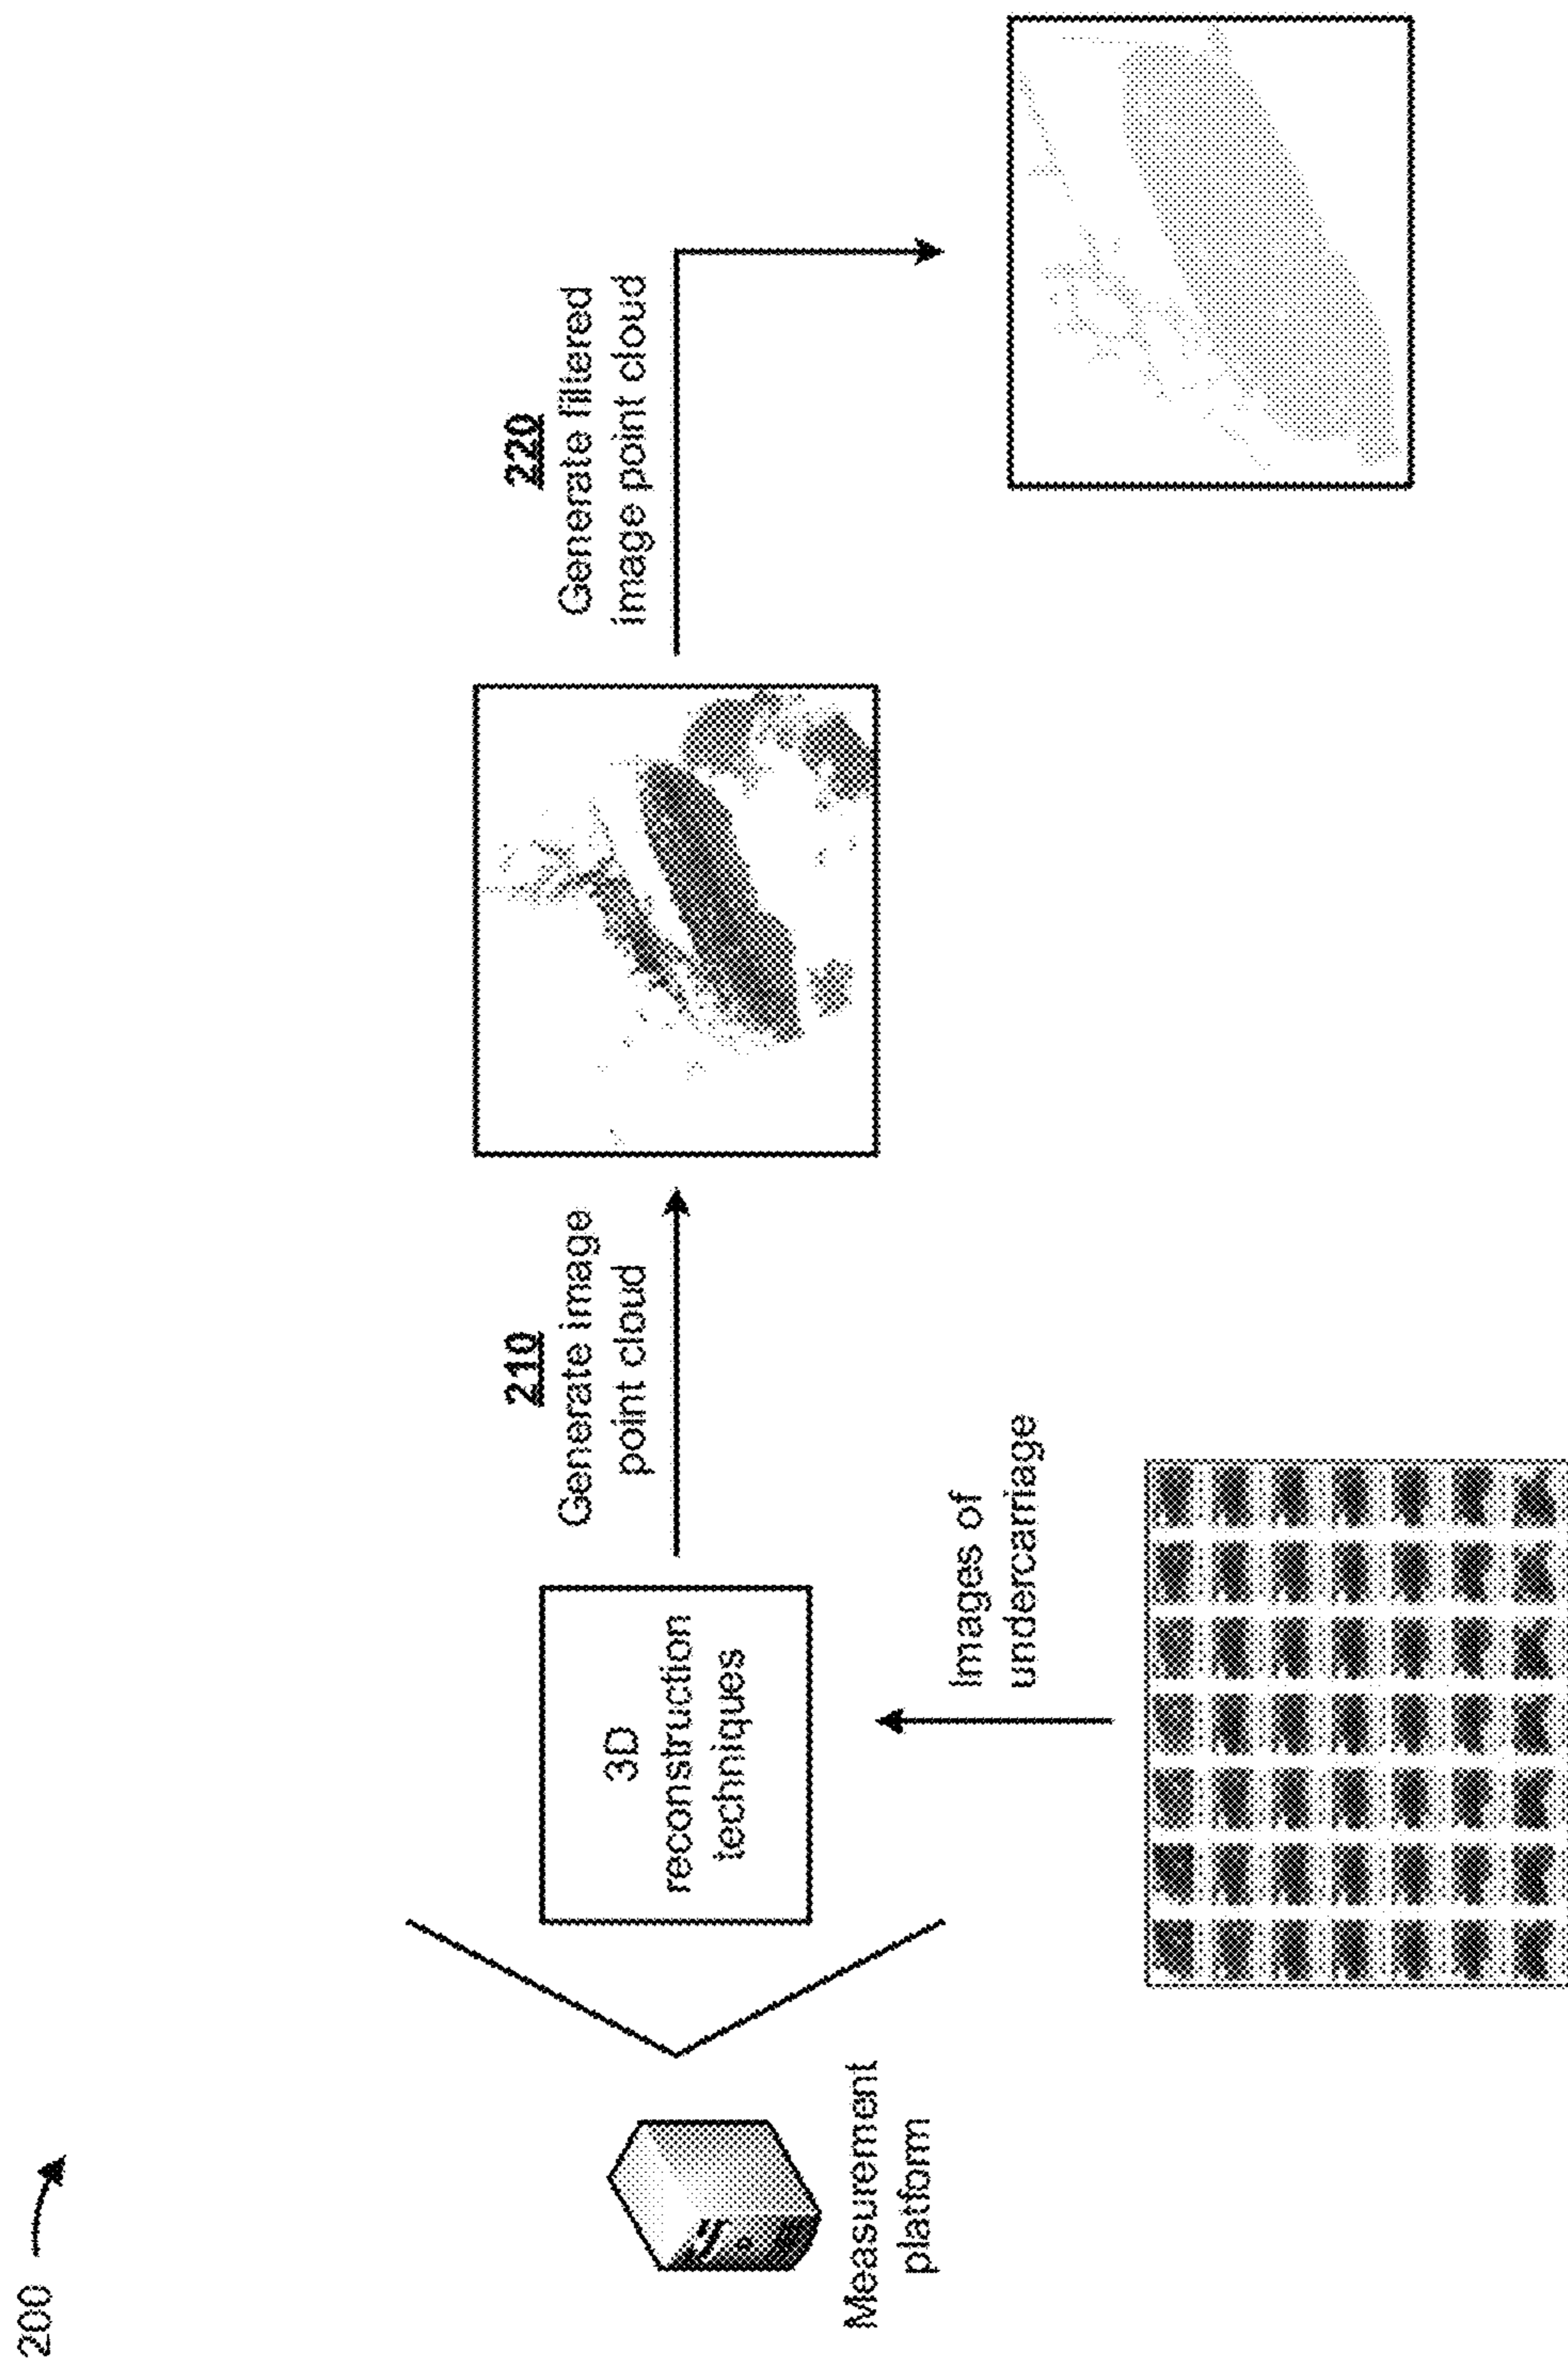 200
Measurement
platform
3D
reconstruction
techniques
Images of
undercarriage
210
Generate image
point cloud
220
Generate filtered
image point cloud